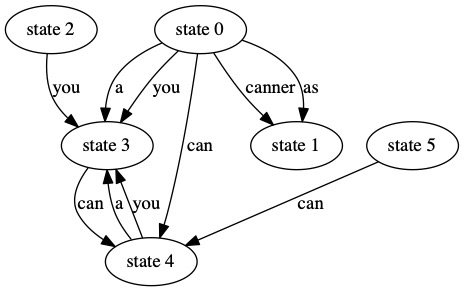 state 2
state 0
you
a
you
canner
as
can
state 3
state 1
state 5
can
a
you
can
state 4